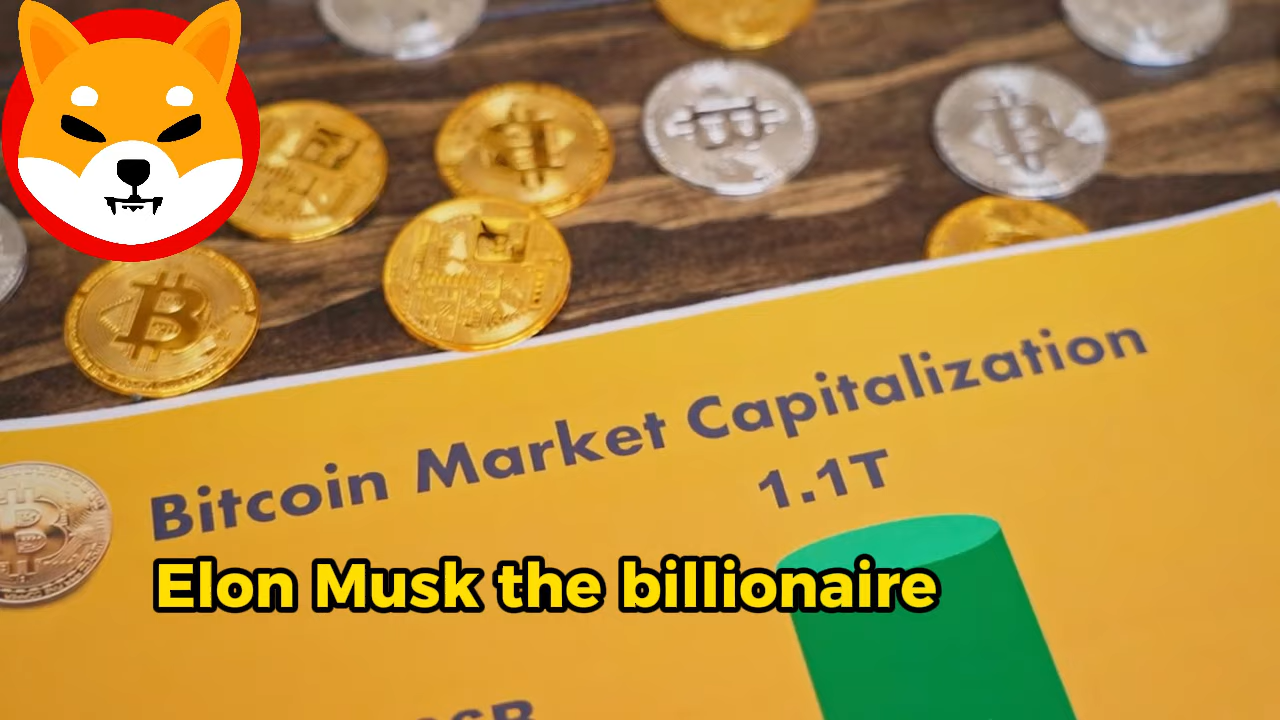 Bitcoin Market Capitalization
1.1T
Elon Musk the billionaire